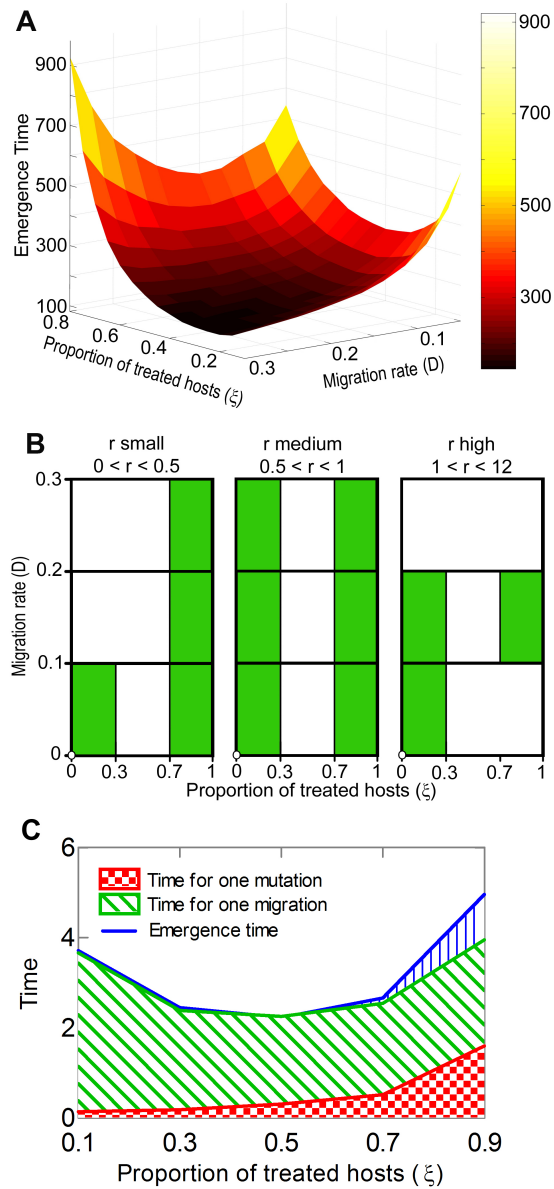 A
900
700
500
300
100
Emergence Time
0.8
0.6
0.4
0.2
Proportion of treated hosts (ξ)
0.3
0.2
0.1
Migration rate (D)
900
700
500
300
B
r small
0 < r < 0.5
r medium
0.5 < r < 1
r high
1 < r < 12
0.3
0.2
0.1
0
Migration rate (D)
0 0.3 0.7 1
0 0.3 0.7 1
0 0.3 0.7 1
Proportion of treated hosts (ξ)
C
6
4
2
0
Time
Time for one mutation
Time for one migration
Emergence time
0.1 0.3 0.5 0.7 0.9
Proportion of treated hosts (ξ)